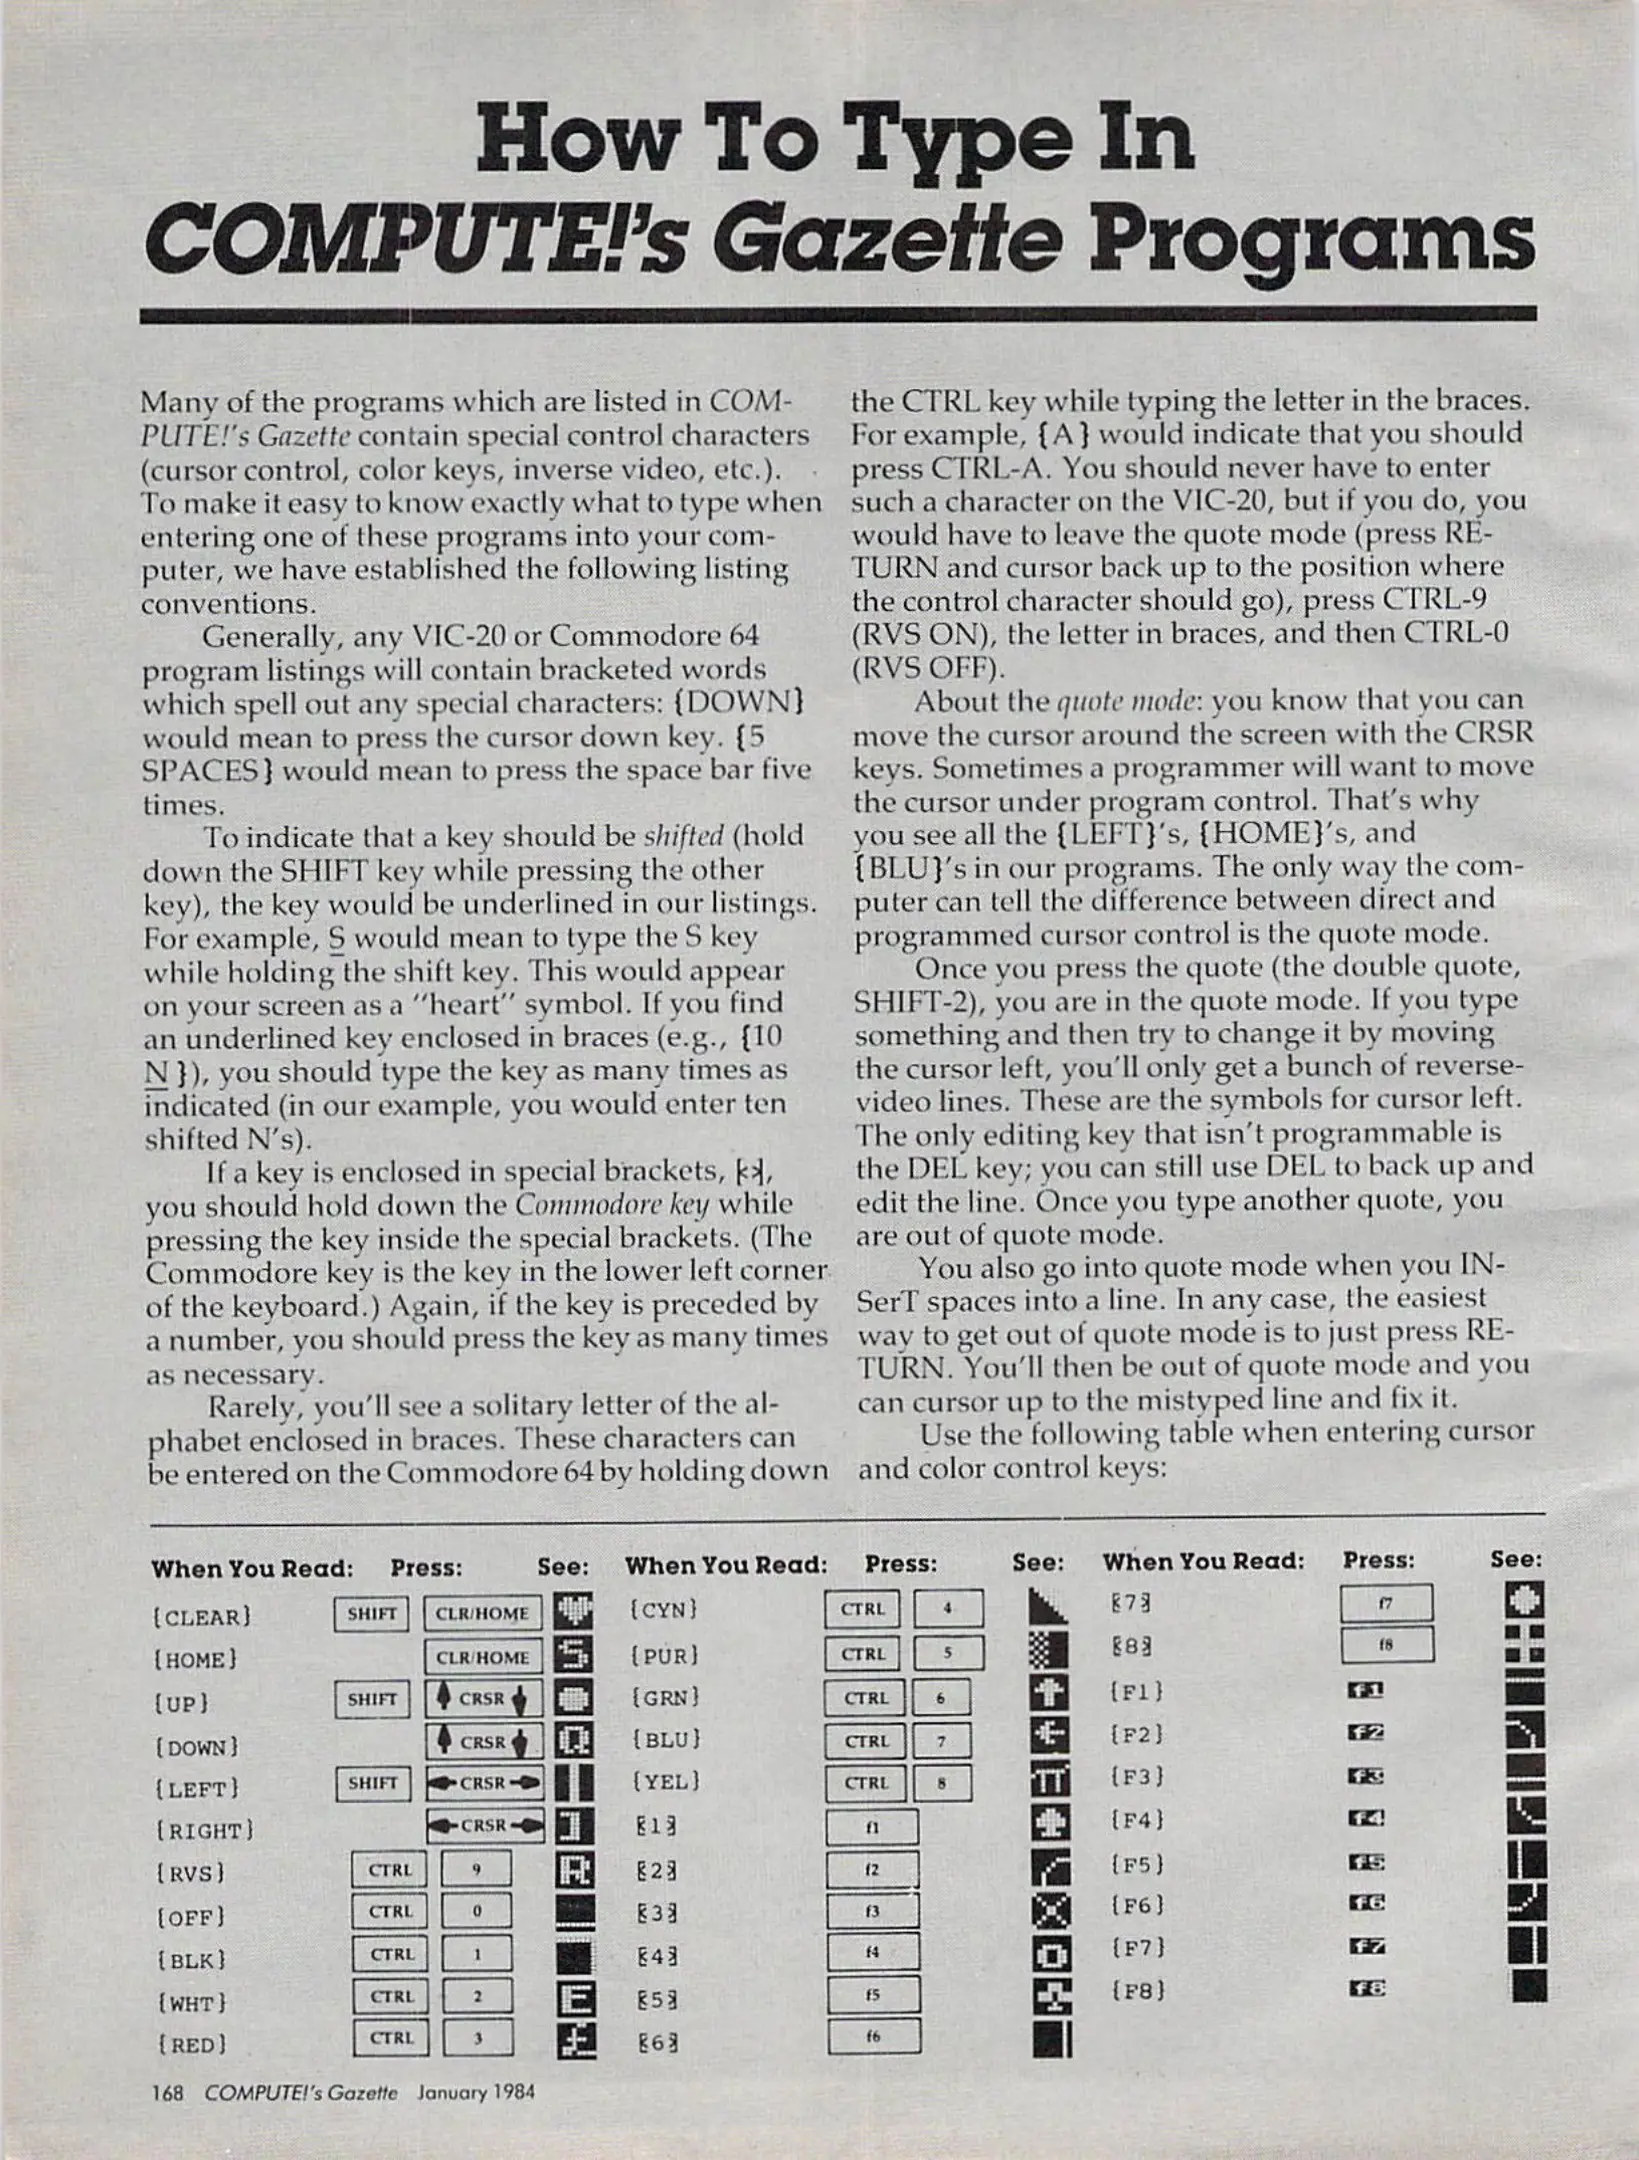 How To Type In
COMPUTE!'s Gazette Programs
Many of the programs which are listed in COM-
PUTE!'s Gazette contain special control characters
(cursor control, color keys, inverse video, etc.).
To make it easy to know exactly what to type when
entering one of these programs into your com-
puter, we have established the following listing
conventions.
Generally, any VIC-20 or Commodore 64
program listings will contain bracketed words
which spell out any special characters: {DOWN}
would mean to press the cursor down key. {5
SPACES} would mean to press the space bar five
times.
To indicate that a key should be shifted (hold
down the SHIFT key while pressing the other
key), the key would be underlined in our listings.
For example, S would mean to type the S key
while holding the shift key. This would appear
on your screen as a "heart" symbol. If you find
an underlined key enclosed in braces (e.g., {10
N }), you should type the key as many times as
indicated (in our example, you would enter ten
shifted N's).
If a key is enclosed in special brackets, [< >],
you should hold down the Commodore key while
pressing the key inside the special brackets. (The
Commodore key is the key in the lower left corner
of the keyboard.) Again, if the key is preceded by
a number, you should press the key as many times
as necessary.
Rarely, you'll see a solitary letter of the al-
phabet enclosed in braces. These characters can
be entered on the Commodore 64 by holding down
the CTRL key while typing the letter in the braces.
For example, {A} would indicate that you should
press CTRL-A. You should never have to enter
such a character on the VIC-20, but if you do, you
would have to leave the quote mode (press RE-
TURN and cursor back up to the position where
the control character should go), press CTRL-9
(RVS ON), the letter in braces, and then CTRL-0
(RVS OFF).
About the quote mode: you know that you can
move the cursor around the screen with the CRSR
keys. Sometimes a programmer will want to move
the cursor under program control. That's why
you see all the {LEFT}'s, {HOME}'s, and
{BLU}'s in our programs. The only way the com-
puter can tell the difference between direct and
programmed cursor control is the quote mode.
Once you press the quote (the double quote,
SHIFT-2), you are in the quote mode. If you type
something and then try to change it by moving
the cursor left, you'll only get a bunch of reverse-
video lines. These are the symbols for cursor left.
The only editing key that isn't programmable is
the DEL key; you can still use DEL to back up and
edit the line. Once you type another quote, you
are out of quote mode.
You also go into quote mode when you IN-
SerT spaces into a line. In any case, the easiest
way to get out of quote mode is to just press RE-
TURN. You'll then be out of quote mode and you
can cursor up to the mistyped line and fix it.
Use the following table when entering cursor
and color control keys:
When You Read: Press: See:
{CLEAR} SHIFT CLR/HOME ♥
{HOME} CLR/HOME S
{UP} SHIFT ↑ CRSR ↓ ●
{DOWN} ↑ CRSR ↓ Q
{LEFT} SHIFT ← CRSR →
{RIGHT} ← CRSR → ]
{RVS} CTRL 9 R
{OFF} CTRL 0
{BLK} CTRL 1
{WHT} CTRL 2 E
{RED} CTRL 3 £
When You Read: Press: See:
{CYN} CTRL 4
{PUR} CTRL 5
{GRN} CTRL 6 ↑
{BLU} CTRL 7 ←
{YEL} CTRL 8 π
[<1>] f1 ♠
[<2>] f2
[<3>] f3
[<4>] f4
[<5>] f5 ♣
[<6>] f6
When You Read: Press: See:
[<7>] f7 ♦
[<8>] f8
{F1} f1
{F2} f2
{F3} f3
{F4} f4
{F5} f5
{F6} f6
{F7} f7
{F8} f8
168 COMPUTE!'s Gazette January 1984